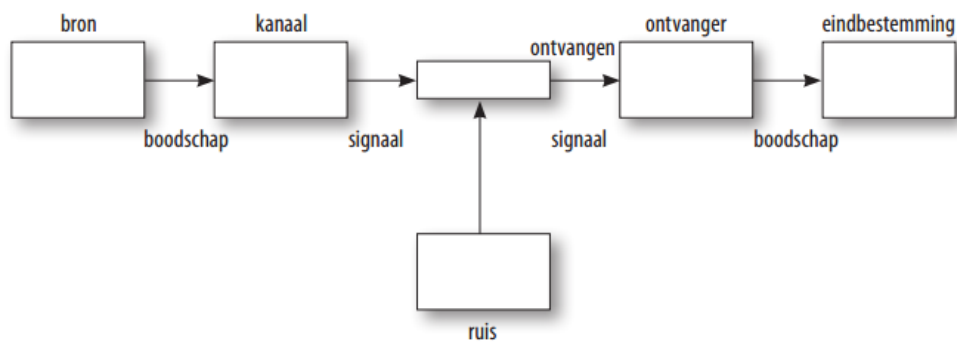 bron
kanaal
ontvangen
ontvanger
eindbestemming
boodschap
signaal
signaal
boodschap
ruis